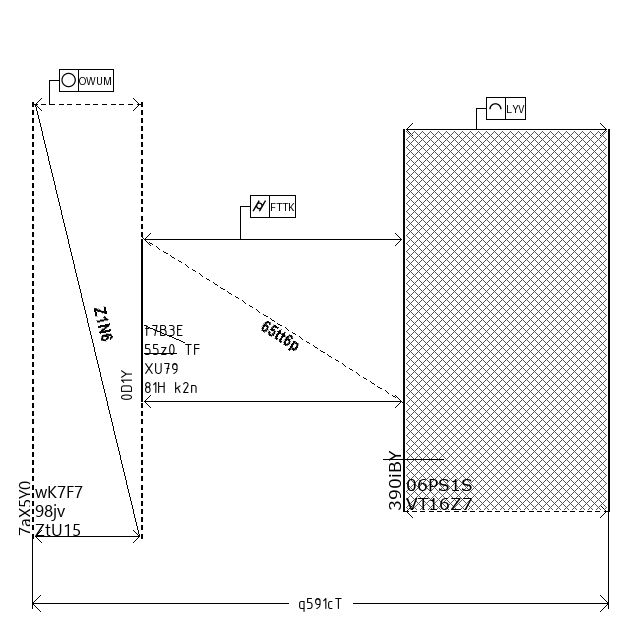 OWUM
LYV
FTTK
Z1N6
65tt6p
r7B3E
55z0 TF
XU79
81H k2n
0D1Y
7aX5Y0
wK7F7
98jv
ZtU15
390iBY
06PS1S
VT16Z7
q591cT